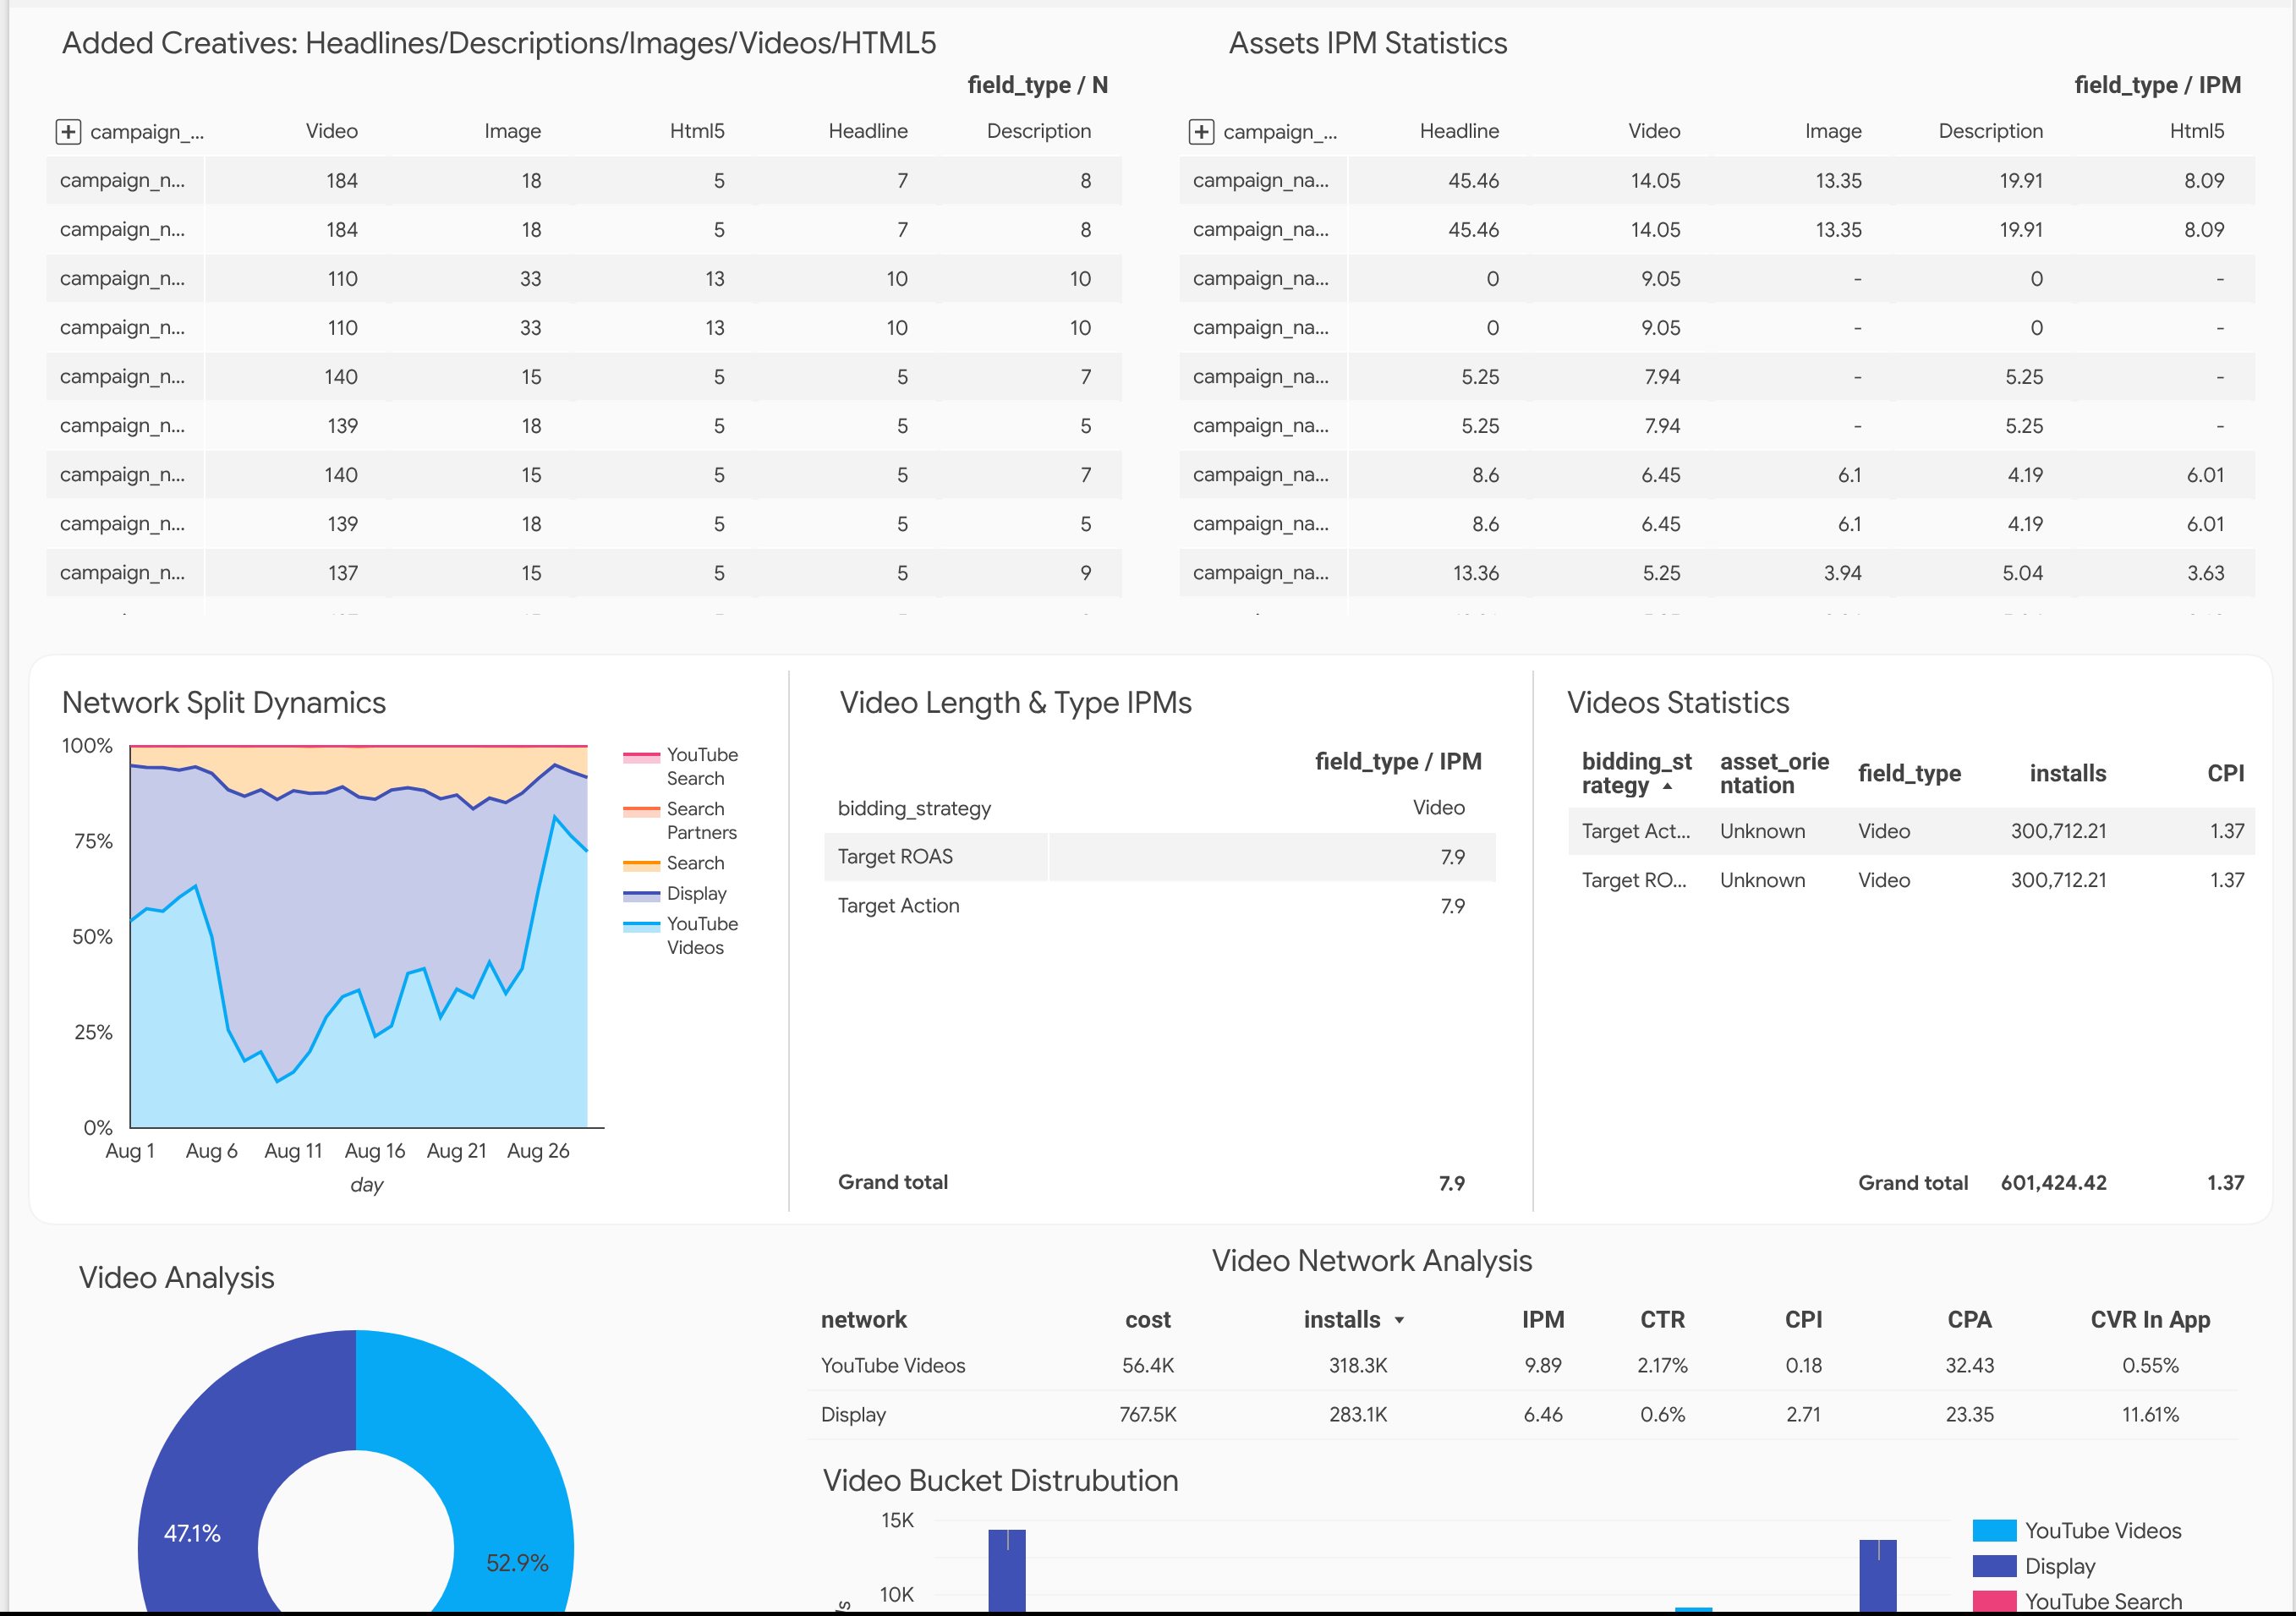 Added Creatives: Headlines/Descriptions/Images/Videos/HTML5
field_type / N
campaign_... Video Image Html5 Headline Description
campaign_n... 184 18 5 7 8
campaign_n... 184 18 5 7 8
campaign_n... 110 33 13 10 10
campaign_n... 110 33 13 10 10
campaign_n... 140 15 5 5 7
campaign_n... 139 18 5 5 5
campaign_n... 140 15 5 5 7
campaign_n... 139 18 5 5 5
campaign_n... 137 15 5 5 9
Assets IPM Statistics
field_type / IPM
campaign_... Headline Video Image Description Html5
campaign_na... 45.46 14.05 13.35 19.91 8.09
campaign_na... 45.46 14.05 13.35 19.91 8.09
campaign_na... 0 9.05 - 0 -
campaign_na... 0 9.05 - 0 -
campaign_na... 5.25 7.94 - 5.25 -
campaign_na... 5.25 7.94 - 5.25 -
campaign_na... 8.6 6.45 6.1 4.19 6.01
campaign_na... 8.6 6.45 6.1 4.19 6.01
campaign_na... 13.36 5.25 3.94 5.04 3.63
Network Split Dynamics
100%
75%
50%
25%
0%
Aug 1 Aug 6 Aug 11 Aug 16 Aug 21 Aug 26
day
YouTube
Search
Search
Partners
Search
Display
YouTube
Videos
Video Length & Type IPMs
field_type / IPM
bidding_strategy Video
Target ROAS 7.9
Target Action 7.9
Grand total 7.9
Videos Statistics
bidding_st asset_orie
rategy ntation field_type installs CPI
Target Act... Unknown Video 300,712.21 1.37
Target RO... Unknown Video 300,712.21 1.37
Grand total 601,424.42 1.37
Video Analysis
47.1%
52.9%
Video Network Analysis
network cost installs IPM CTR CPI CPA CVR In App
YouTube Videos 56.4K 318.3K 9.89 2.17% 0.18 32.43 0.55%
Display 767.5K 283.1K 6.46 0.6% 2.71 23.35 11.61%
Video Bucket Distrubution
15K
10K
YouTube Videos
Display
YouTube Search